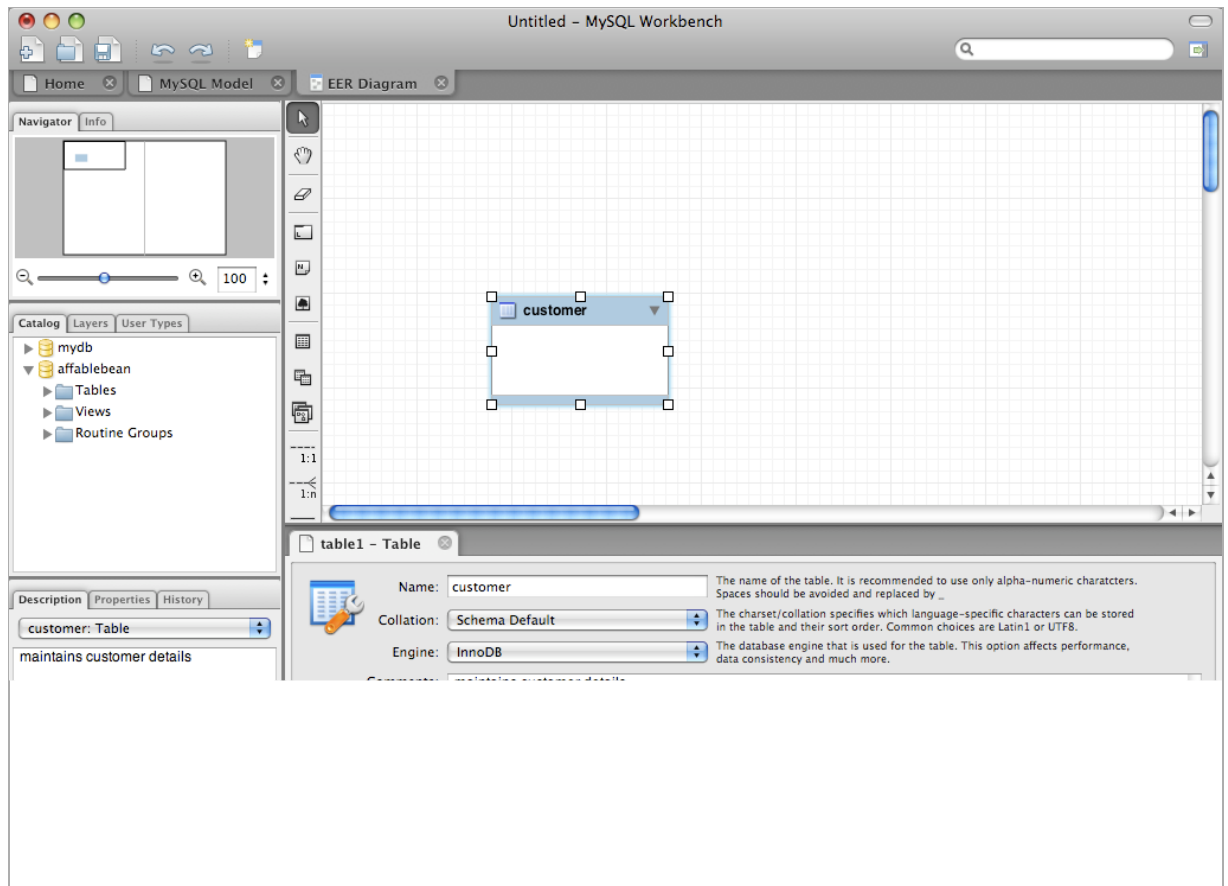 Untitled – MySQL Workbench
Home
MySQL Model
EER Diagram
Navigator
Info
100
Catalog
Layers
User Types
mydb
affablebean
Tables
Views
Routine Groups
Description
Properties
History
customer: Table
maintains customer details
customer
1:1
1:n
table1 – Table
Name:
customer
The name of the table. It is recommended to use only alpha-numeric charatcters.
Spaces should be avoided and replaced by _
Collation:
Schema Default
The charset/collation specifies which language-specific characters can be stored
in the table and their sort order. Common choices are Latin1 or UTF8.
Engine:
InnoDB
The database engine that is used for the table. This option affects performance,
data consistency and much more.
Comments:
maintains customer details